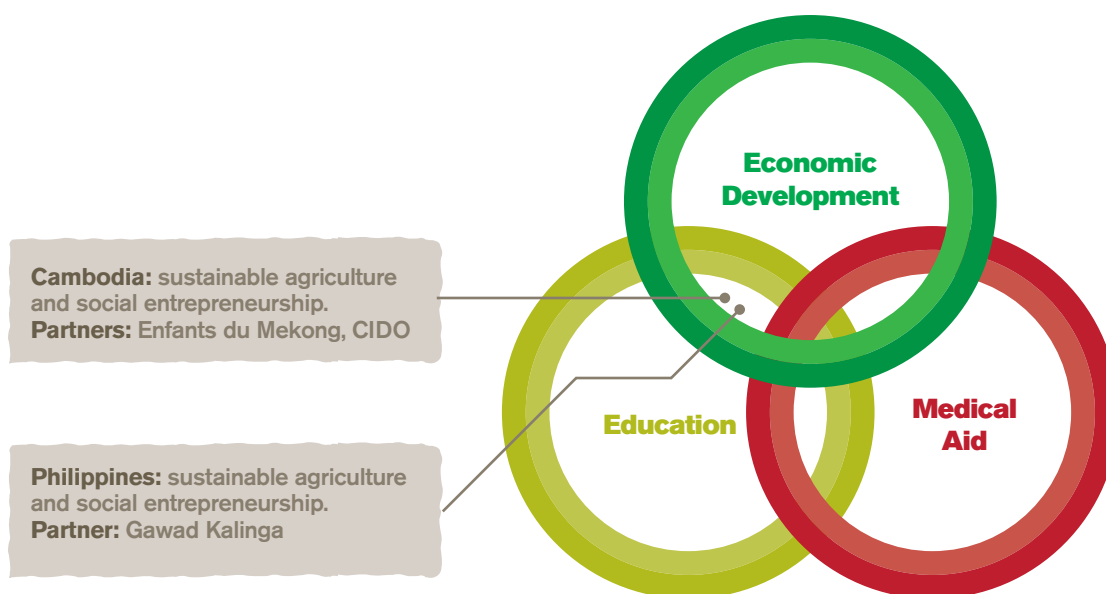 Economic
Development
Cambodia: sustainable agriculture
and social entrepreneurship.
Partners: Enfants du Mekong, CIDO
Education
Medical
Aid
Philippines: sustainable agriculture
and social entrepreneurship.
Partner: Gawad Kalinga